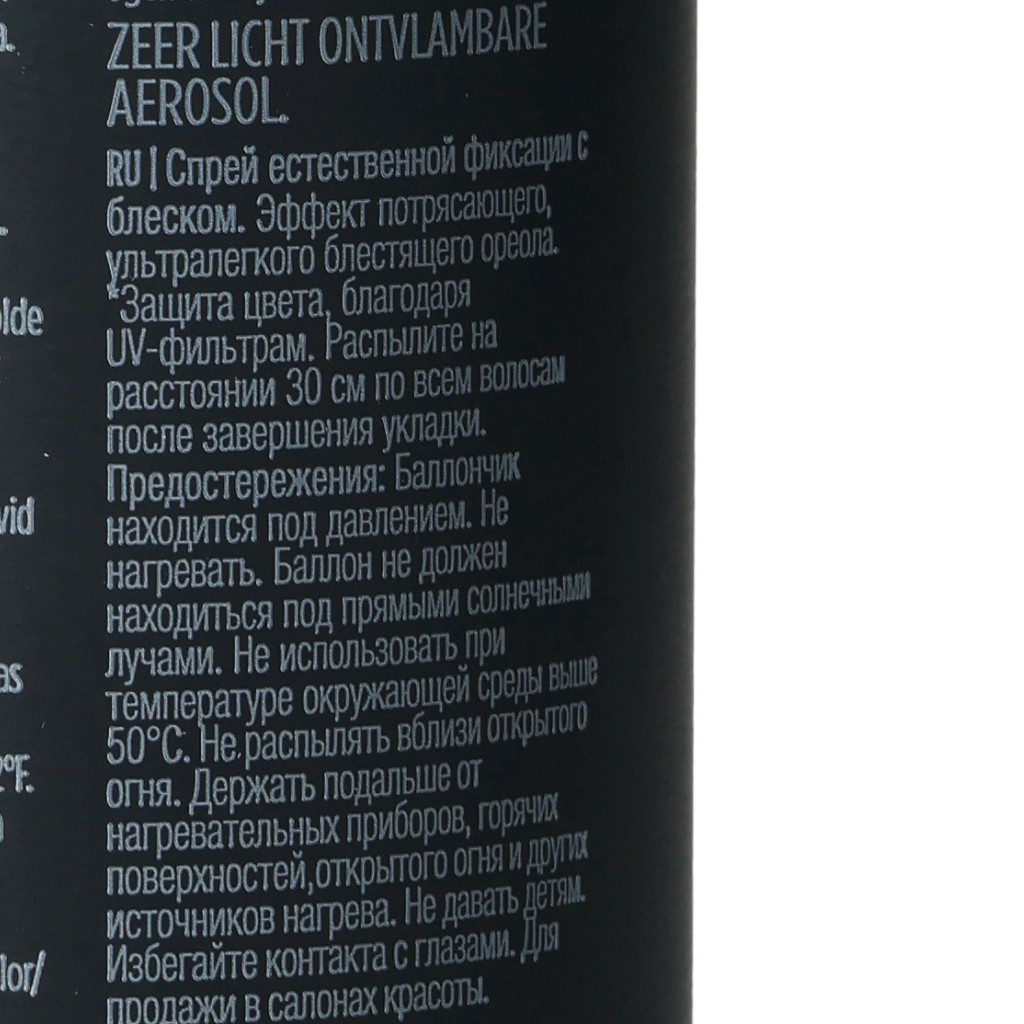 ZEER LICHT ONTVLAMBARE
AEROSOL.
RU | Спрей естественной фиксации с
блеском. Эффект потрясающего,
ультралегкого блестящего ореола.
*Защита цвета, благодаря
UV-фильтрам. Распылите на
расстоянии 30 см по всем волосам
после завершения укладки.
Предостережения: Баллончик
находится под давлением. Не
нагревать. Баллон не должен
находиться под прямыми солнечными
лучами. Не использовать при
температуре окружающей среды выше
50°C. Не распылять вблизи открытого
огня. Держать подальше от
нагревательных приборов, горячих
поверхностей,открытого огня и других
источников нагрева. Не давать детям.
Избегайте контакта с глазами. Для
продажи в салонах красоты.